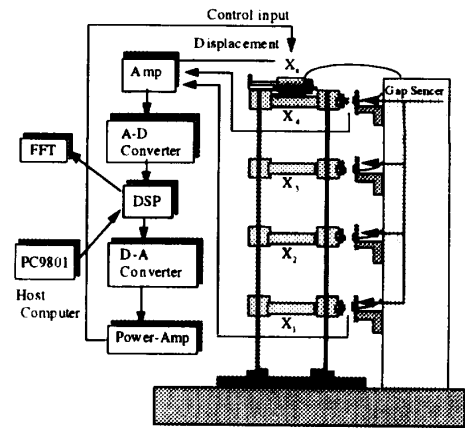 Control input
Displacement
Xa
Amp
Gap Sencer
X4
A-D
Converter
FFT
X3
DSP
PC9801
D-A
Converter
X2
Host
Computer
Power-Amp
X1